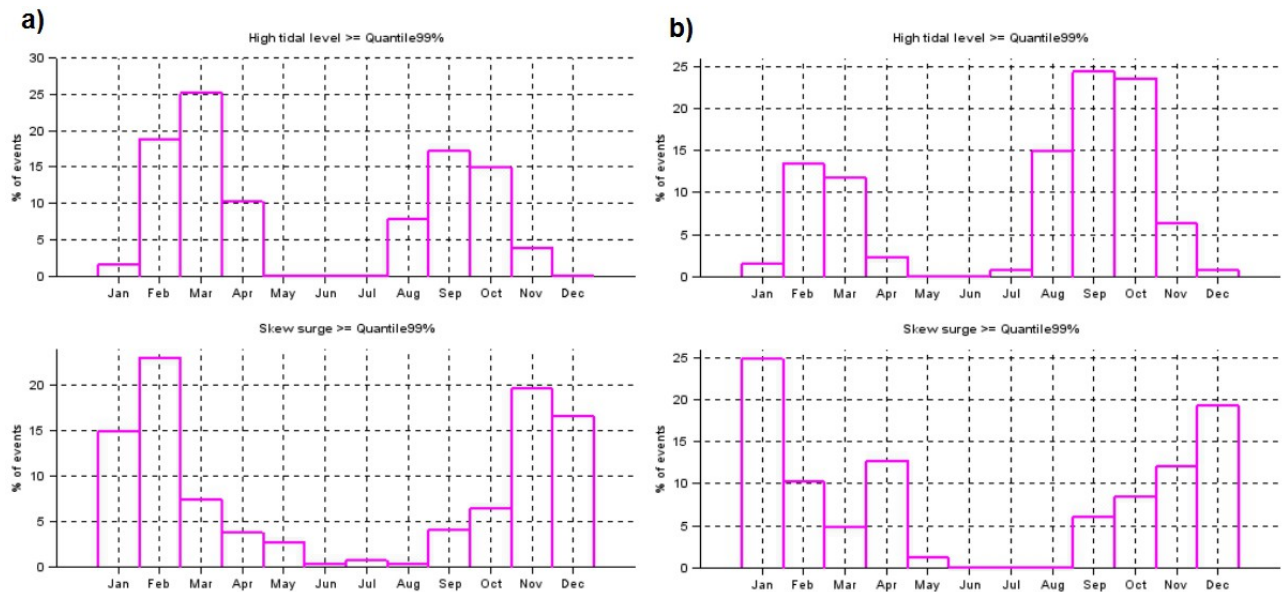 a)
High tidal level >= Quantile99%
% of events
30
25
20
15
10
5
0
Jan Feb Mar Apr May Jun Jul Aug Sep Oct Nov Dec
Skew surge >= Quantile99%
% of events
20
15
10
5
0
Jan Feb Mar Apr May Jun Jul Aug Sep Oct Nov Dec
b)
High tidal level >= Quantile99%
% of events
25
20
15
10
5
0
Jan Feb Mar Apr May Jun Jul Aug Sep Oct Nov Dec
Skew surge >= Quantile99%
% of events
25
20
15
10
5
0
Jan Feb Mar Apr May Jun Jul Aug Sep Oct Nov Dec